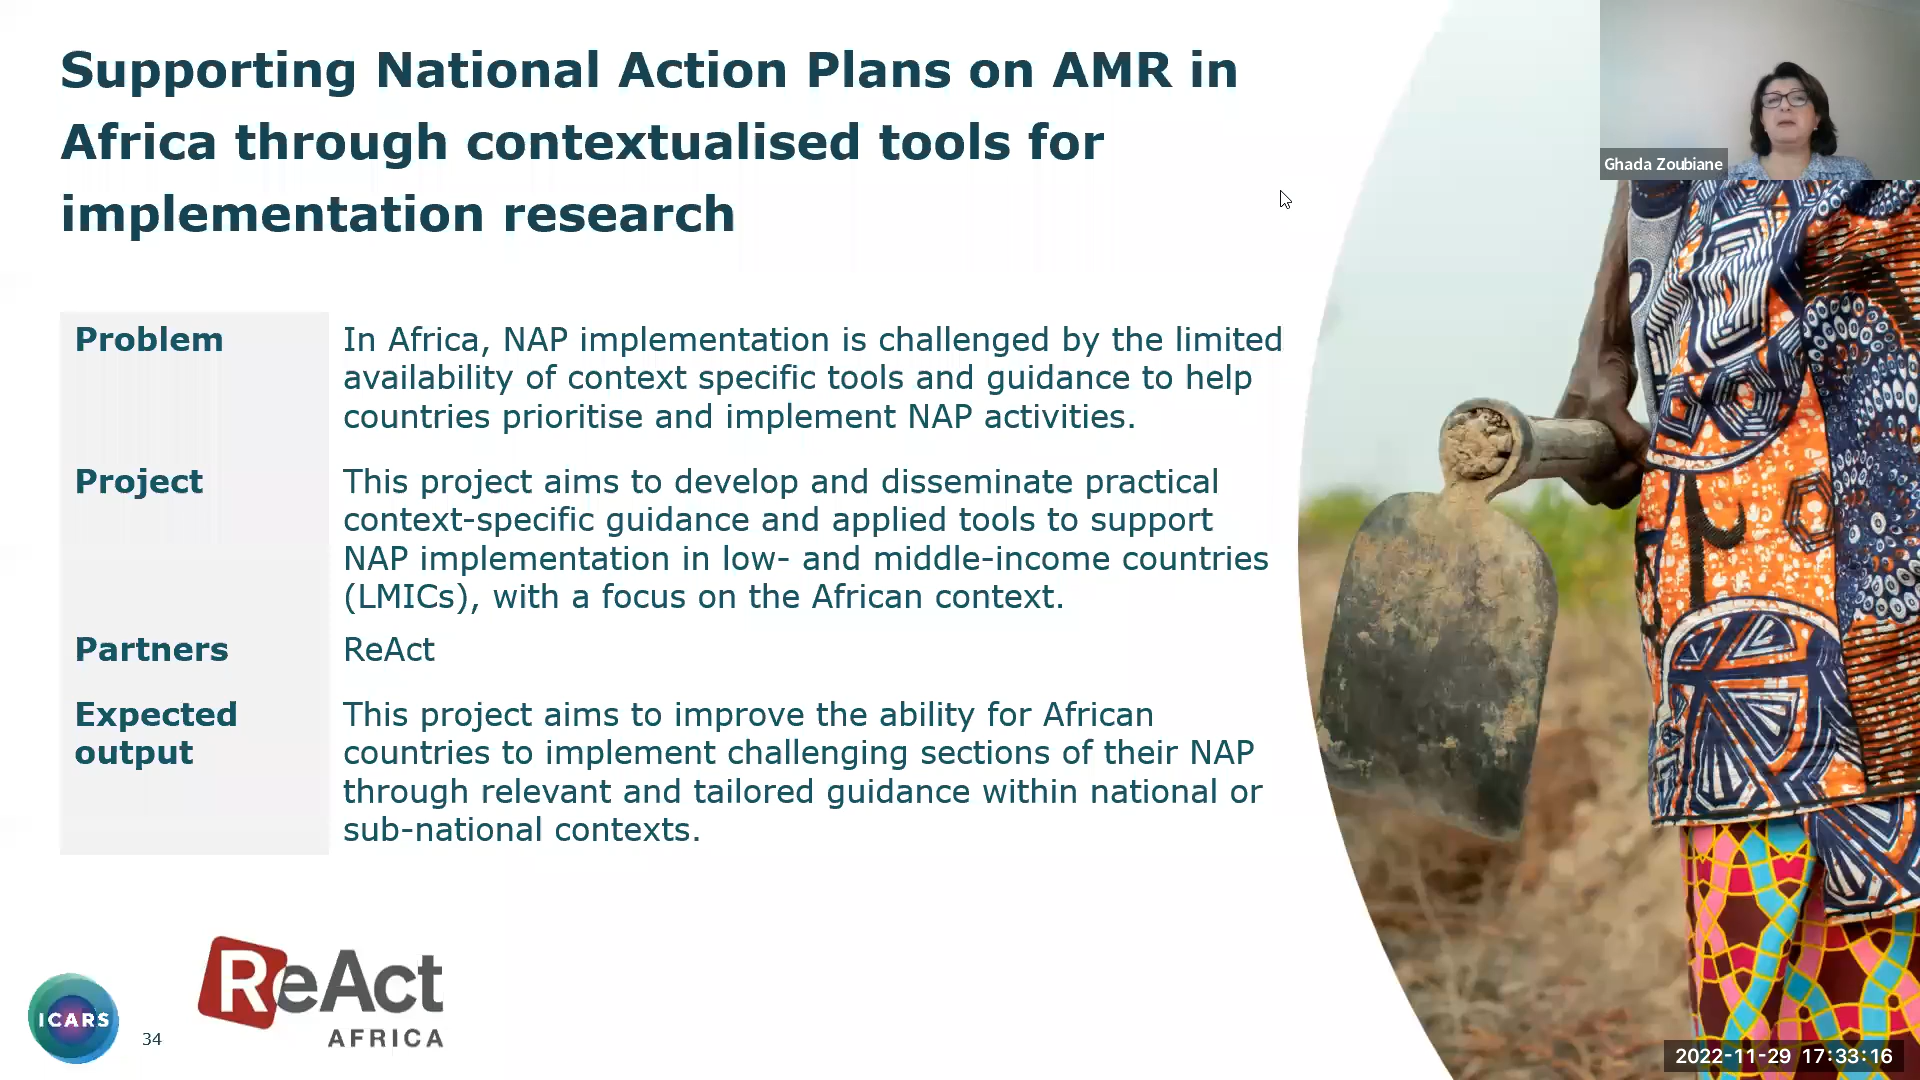 Supporting National Action Plans on AMR in
Africa through contextualised tools for
implementation research
Ghada Zoubiane
Problem
In Africa, NAP implementation is challenged by the limited
availability of context specific tools and guidance to help
countries prioritise and implement NAP activities.
Project
This project aims to develop and disseminate practical
context-specific guidance and applied tools to support
NAP implementation in low- and middle-income countries
(LMICs), with a focus on the African context.
Partners
ReAct
Expected
output
This project aims to improve the ability for African
countries to implement challenging sections of their NAP
through relevant and tailored guidance within national or
sub-national contexts.
ICARS
34
ReAct
AFRICA
2022-11-29 17:33:16